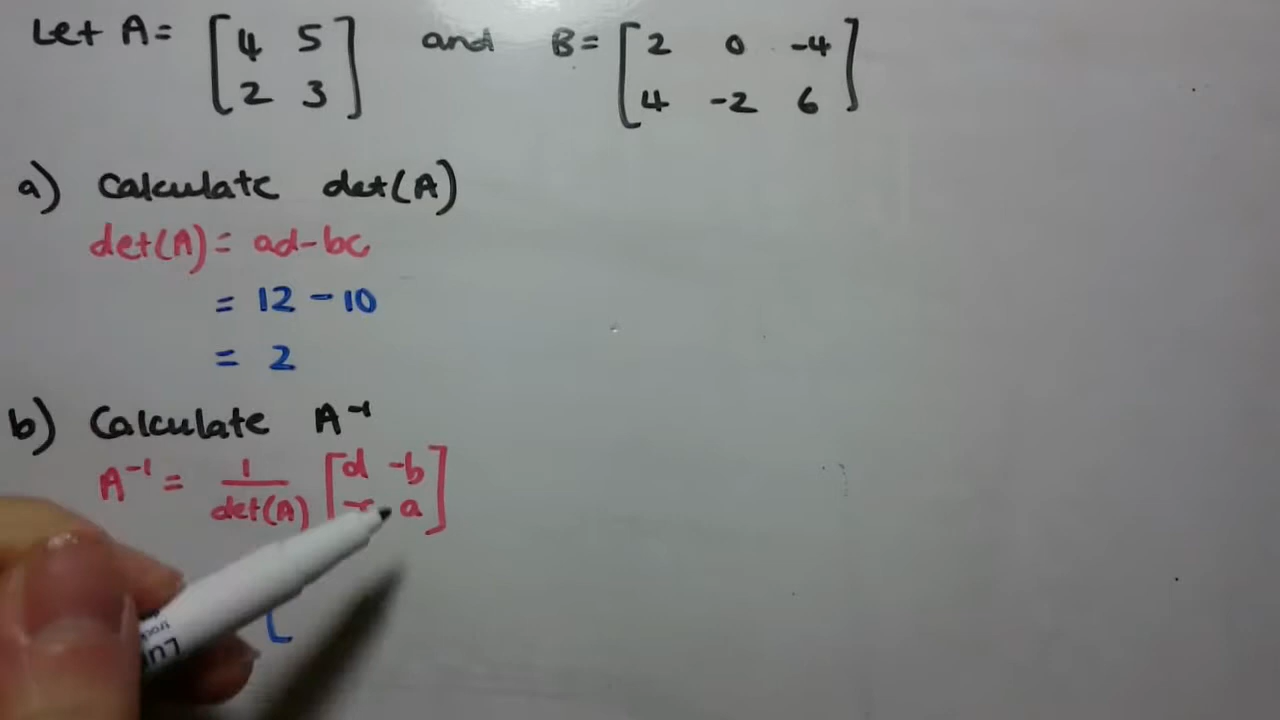 Let A = [4 5 and B = [2 0 -4
2 3] 4 -2 6]
a) Calculate det(A)
det(A) = ad-bc
= 12 - 10
= 2
b) Calculate A⁻¹
A⁻¹ = 1 [d -b
det(A) a]